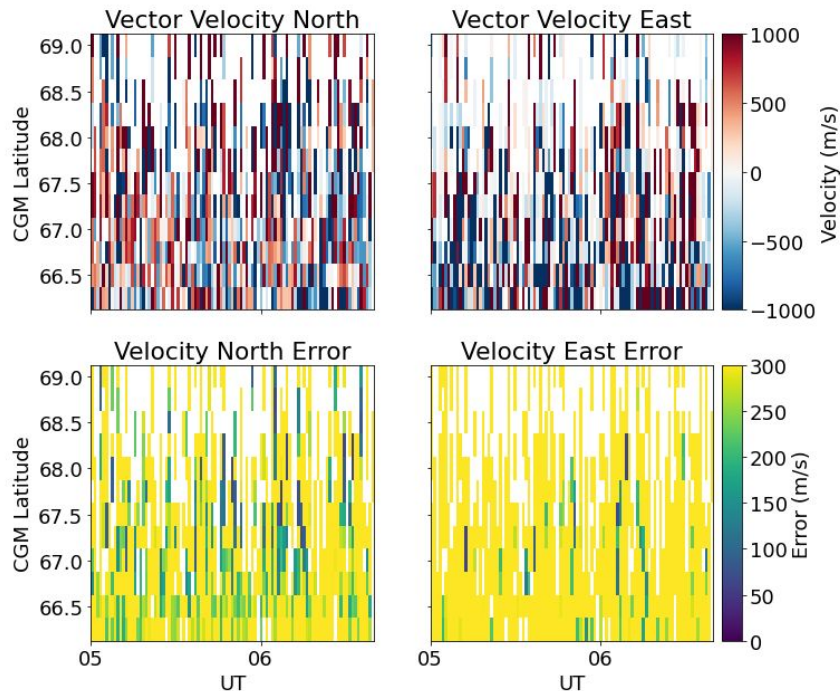 Vector Velocity North
Vector Velocity East
CGM Latitude
69.0
68.5
68.0
67.5
67.0
66.5
1000
500
0
−500
−1000
Velocity (m/s)
Velocity North Error
Velocity East Error
CGM Latitude
69.0
68.5
68.0
67.5
67.0
66.5
300
250
200
150
100
50
0
Error (m/s)
05
06
05
06
UT
UT